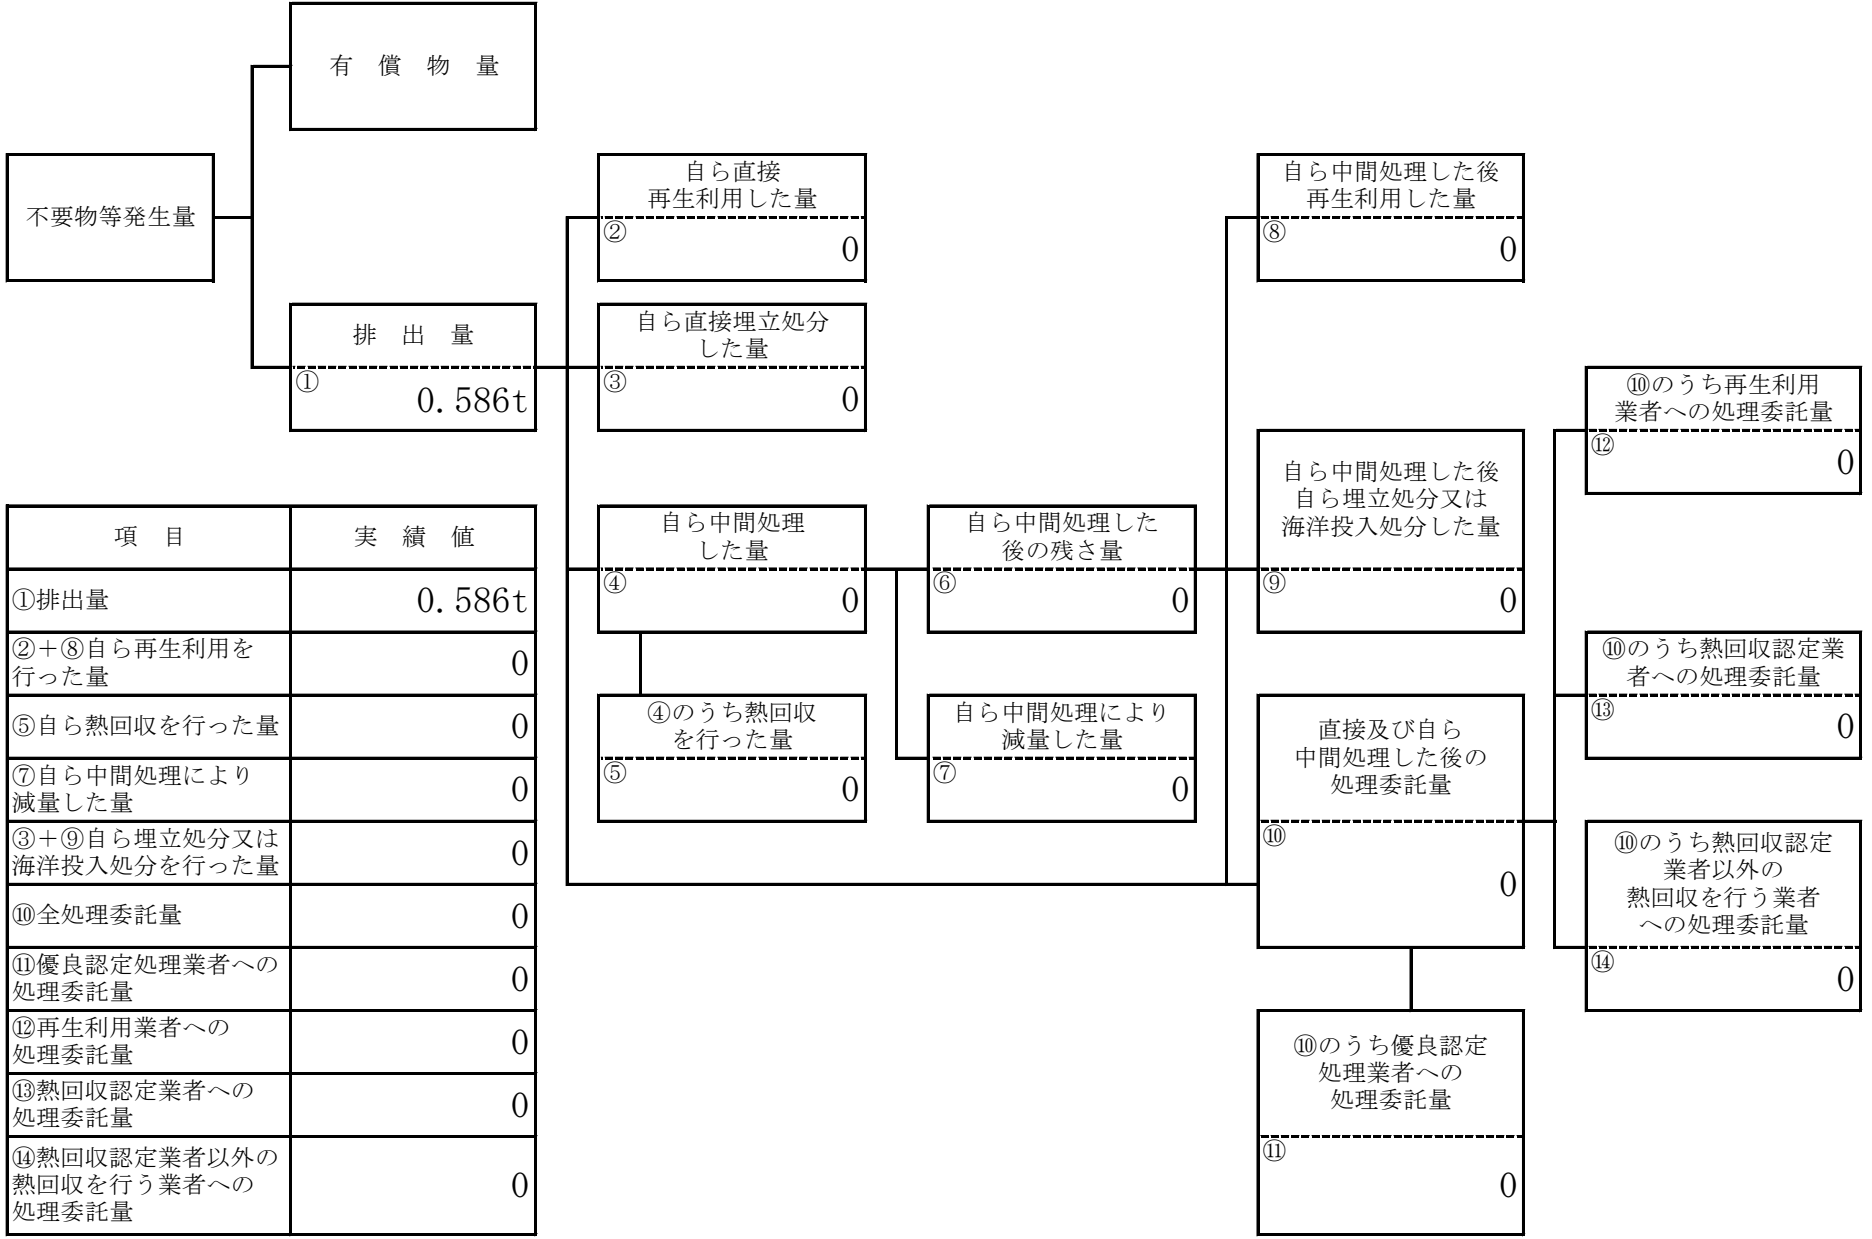 有　償　物　量
不要物等発生量
排　出　量
①
0.586t
自ら直接
再生利用した量
②
0
自ら直接埋立処分
した量
③
0
自ら中間処理
した量
④
0
④のうち熱回収
を行った量
⑤
0
自ら中間処理した
後の残さ量
⑥
0
自ら中間処理により
減量した量
⑦
0
自ら中間処理した後
再生利用した量
⑧
0
自ら中間処理した後
自ら埋立処分又は
海洋投入処分した量
⑨
0
直接及び自ら
中間処理した後の
処理委託量
⑩
0
⑩のうち優良認定
処理業者への
処理委託量
⑪
0
⑩のうち再生利用
業者への処理委託量
⑫
0
⑩のうち熱回収認定業
者への処理委託量
⑬
0
⑩のうち熱回収認定
業者以外の
熱回収を行う業者
への処理委託量
⑭
0
項　目　実　績　値
①排出量　0.586t
②＋⑧自ら再生利用を
行った量
0
⑤自ら熱回収を行った量　0
⑦自ら中間処理により
減量した量
0
③＋⑨自ら埋立処分又は
海洋投入処分を行った量
0
⑩全処理委託量　0
⑪優良認定処理業者への
処理委託量
0
⑫再生利用業者への
処理委託量
0
⑬熱回収認定業者への
処理委託量
0
⑭熱回収認定業者以外の
熱回収を行う業者への
処理委託量
0